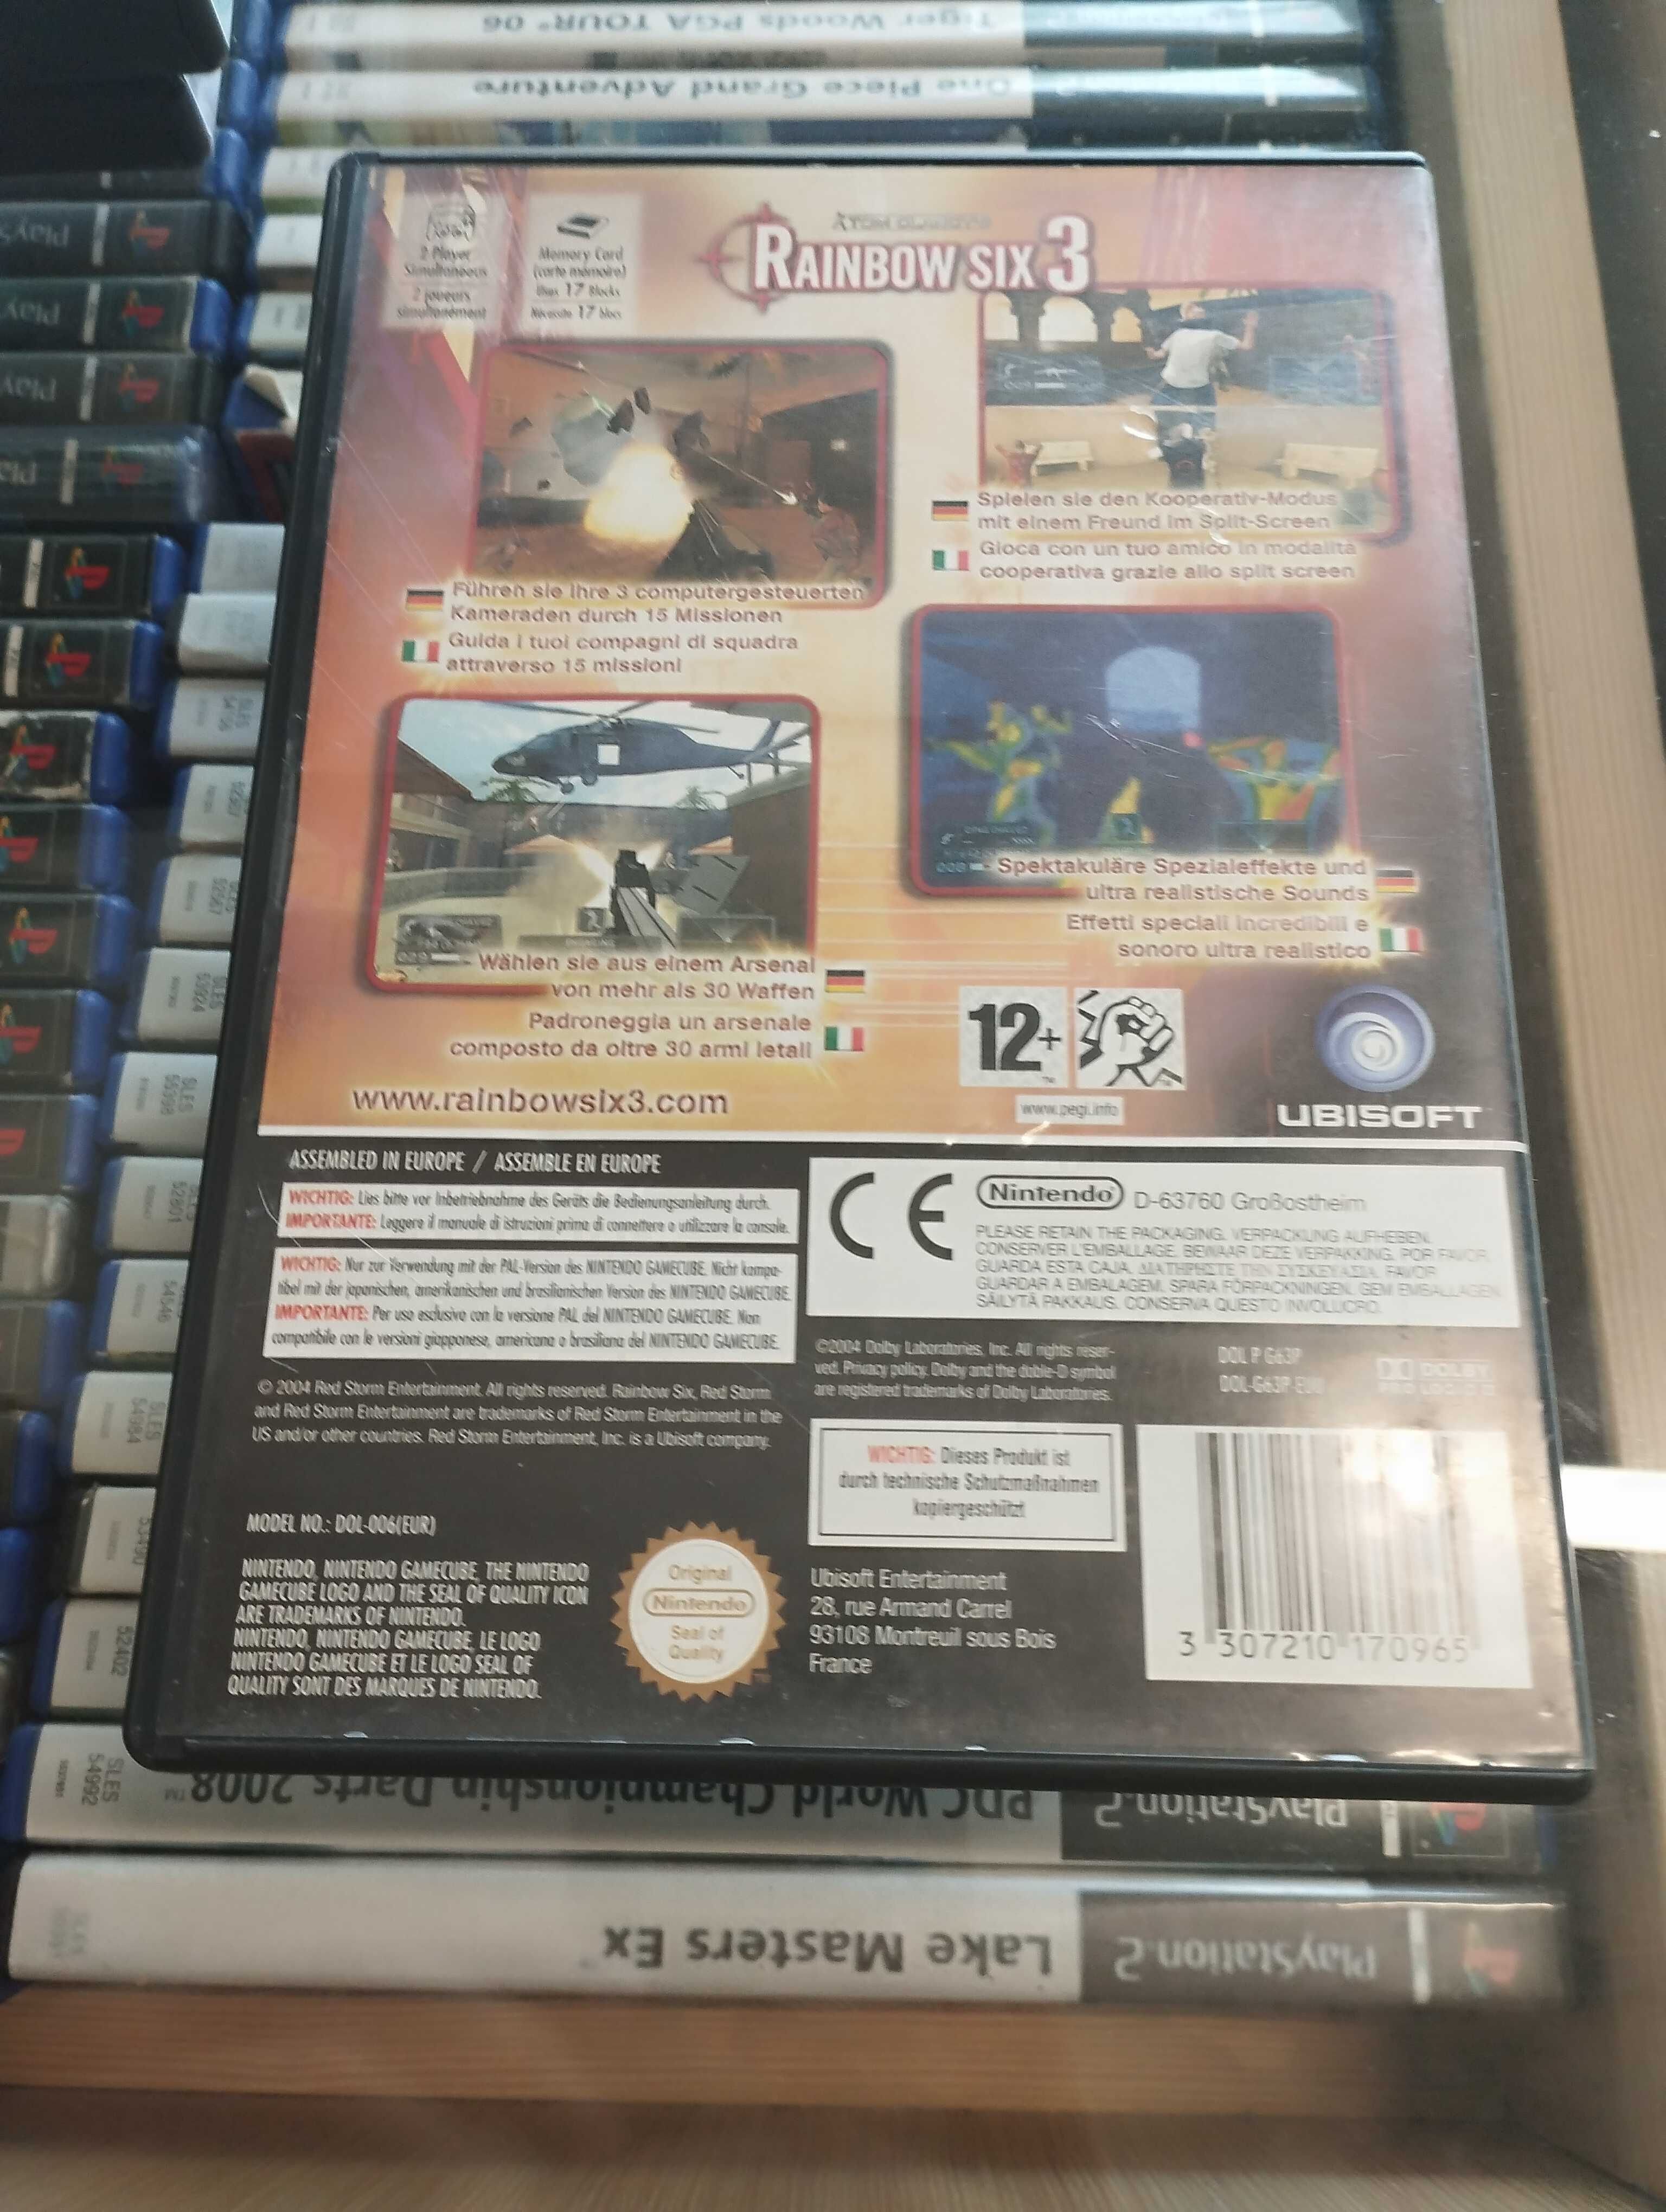 Tiger Woods PGA TOUR® 06
One Piece Grand Adventure
2 Player
Simultaneous
2 joueurs
simultanément
Memory Card
(carte mémoire)
Uses 17 Blocks
Nécessite 17 blocs
RAINBOW SIX 3
Spielen sie den Kooperativ-Modus
mit einem Freund im Split-Screen
Gioca con un tuo amico in modalità
cooperativa grazie allo split screen
Führen sie Ihre 3 computergesteuerten
Kameraden durch 15 Missionen
Guida i tuoi compagni di squadra
attraverso 15 missioni
Spektakuläre Spezialeffekte und
ultra realistische Sounds
Effetti speciali incredibili e
sonoro ultra realistico
Wählen sie aus einem Arsenal
von mehr als 30 Waffen
Padroneggia un arsenale
composto da oltre 30 armi letali
12+
www.pegi.info
UBISOFT
www.rainbowsix3.com
ASSEMBLED IN EUROPE / ASSEMBLE EN EUROPE
WICHTIG: Lies bitte vor Inbetriebnahme des Geräts die Bedienungsanleitung durch.
IMPORTANTE: Leggere il manuale di istruzioni prima di connettere o utilizzare la console.
WICHTIG: Nur zur Verwendung mit der PAL-Version des NINTENDO GAMECUBE. Nicht kompa-
tibel mit der japanischen, amerikanischen und brasilianischen Version des NINTENDO GAMECUBE.
IMPORTANTE: Per uso esclusivo con la versione PAL del NINTENDO GAMECUBE. Non
compatibile con le versioni giapponese, americana o brasiliana del NINTENDO GAMECUBE.
CE
Nintendo® D-63760 Großostheim
PLEASE RETAIN THE PACKAGING. VERPACKUNG AUFHEBEN.
CONSERVER L'EMBALLAGE. BEWAAR DEZE VERPAKKING. POR FAVOR,
GUARDA ESTA CAJA. ΔΙΑΤΗΡΗΣΤΕ ΤΗΝ ΣΥΣΚΕΥΑΣΙΑ. FAVOR
GUARDAR A EMBALAGEM. SPARA FÖRPACKNINGEN. GEM EMBALLAGEN.
SÄILYTÄ PAKKAUS. CONSERVA QUESTO INVOLUCRO.
©2004 Dolby Laboratories, Inc. All rights reser-
ved. Privacy policy. Dolby and the doble-D symbol
are registered trademarks of Dolby Laboratories.
DOL P G63P
DOL-G63P-EUU
DOLBY
© 2004 Red Storm Entertainment. All rights reserved. Rainbow Six, Red Storm
and Red Storm Entertainment are trademarks of Red Storm Entertainment in the
US and/or other countries. Red Storm Entertainment, Inc. is a Ubisoft company.
WICHTIG: Dieses Produkt ist
durch technische Schutzmaßnahmen
kopiergeschützt!
MODEL NO.: DOL-006(EUR)
NINTENDO, NINTENDO GAMECUBE, THE NINTENDO
GAMECUBE LOGO AND THE SEAL OF QUALITY ICON
ARE TRADEMARKS OF NINTENDO.
NINTENDO, NINTENDO GAMECUBE, LE LOGO
NINTENDO GAMECUBE ET LE LOGO SEAL OF
QUALITY SONT DES MARQUES DE NINTENDO.
Original
Nintendo
Seal of
Quality
Ubisoft Entertainment
28, rue Armand Carrel
93108 Montreuil sous Bois
France
3 307210 170965
PlayStation.2 PDC World Championship Darts 2008™
SLES
54992
PlayStation.2 Lake Masters Ex™